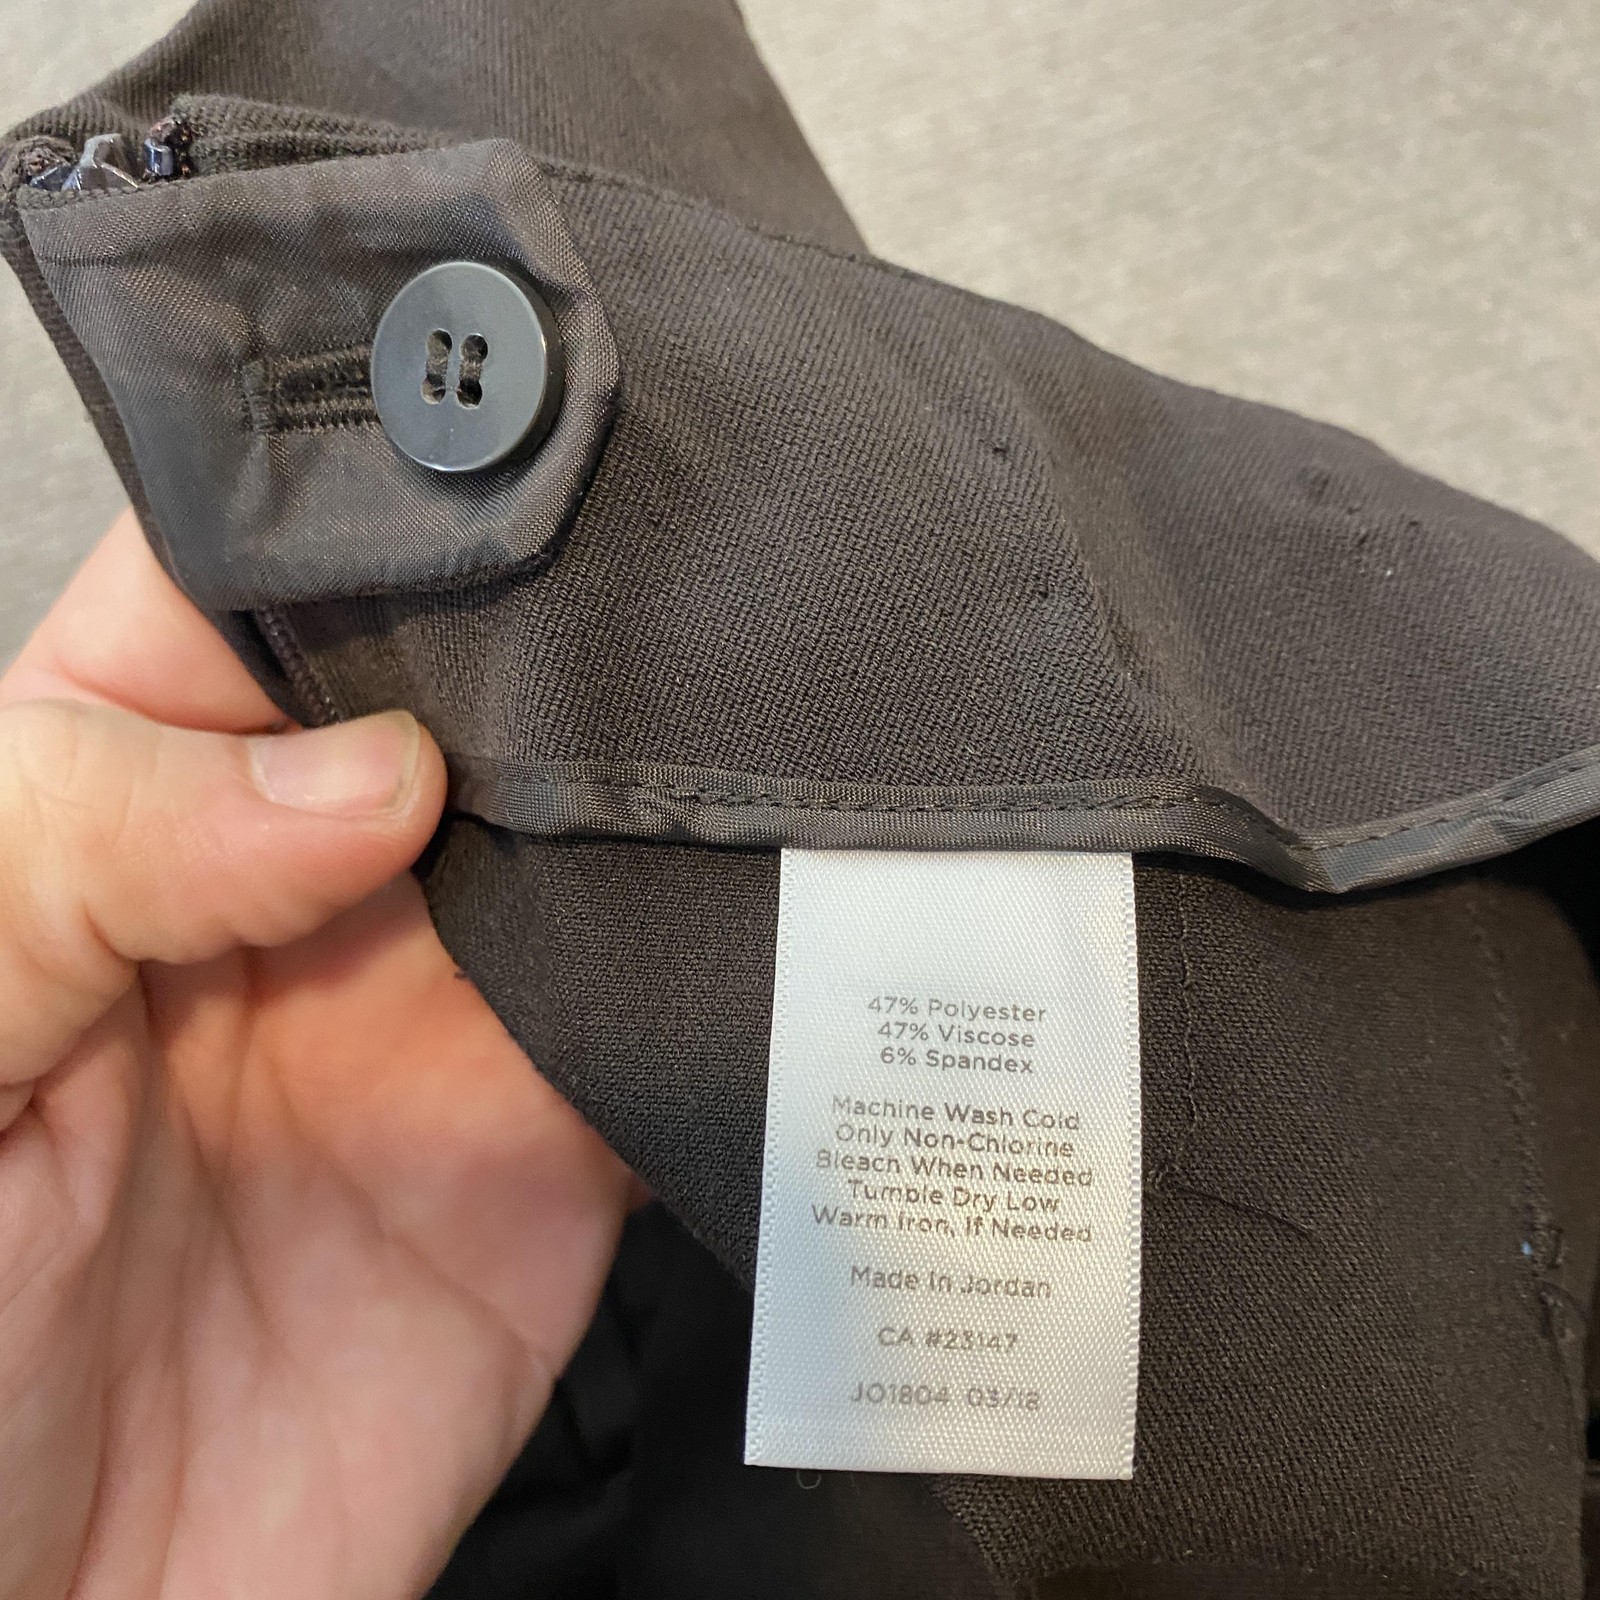 47% Polyester
47% Viscose
6% Spandex
Machine Wash Cold
Only Non-Chlorine
Bleach When Needed
Tumble Dry Low
Warm Iron, If Needed
Made In Jordan
CA #23147
JO1804 03/18